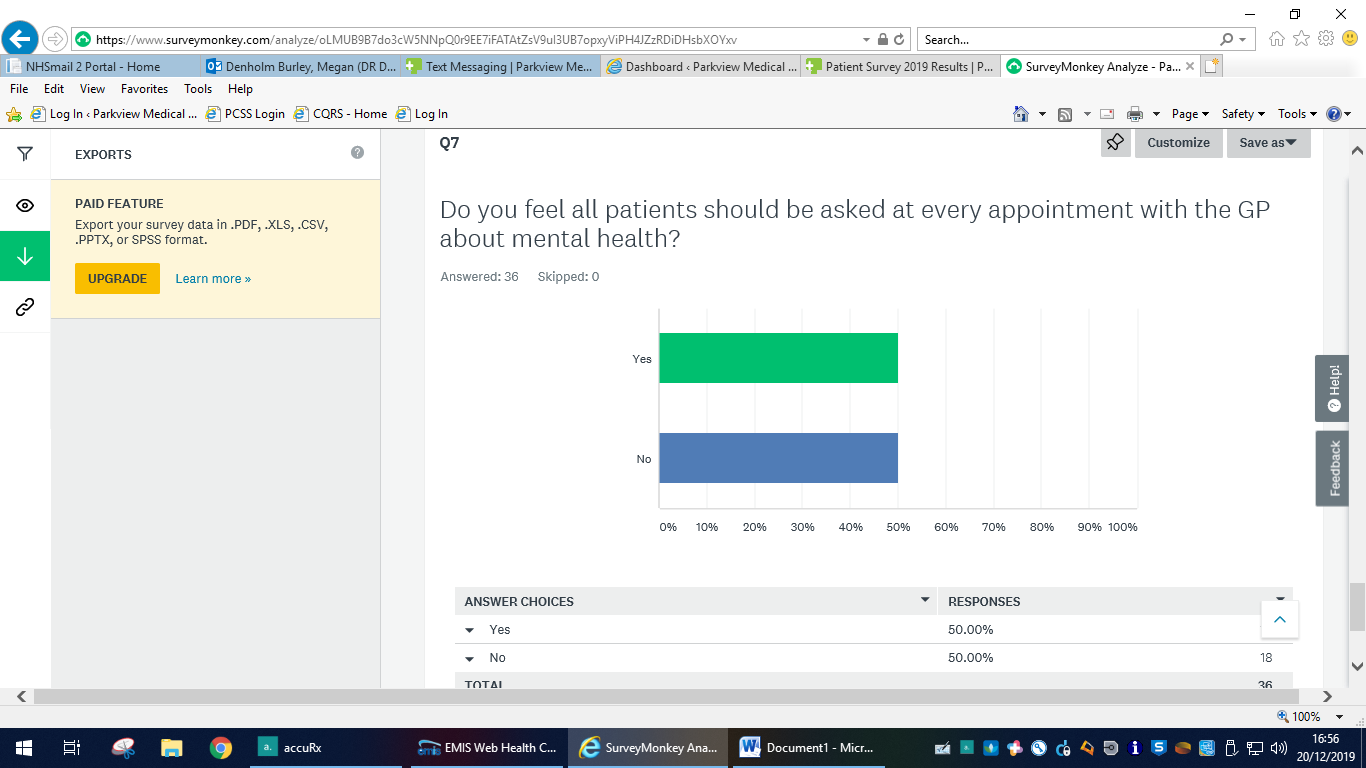 https://www.surveymonkey.com/analyze/oLMUB9B7do3cW5NNpQ0r9EE7iFATAtZsV9ul3UB7opxyViPH4JZzRDiDHsbXOYxv
Search...
NHSmail 2 Portal - Home
Denholm Burley, Megan (DR D...
Text Messaging | Parkview Me...
Dashboard ‹ Parkview Medical ...
Patient Survey 2019 Results | P...
SurveyMonkey Analyze - Pa...
File Edit View Favorites Tools Help
Log In ‹ Parkview Medical ...
PCSS Login
CQRS - Home
Log In
Page
Safety
Tools
EXPORTS
PAID FEATURE
Export your survey data in .PDF, .XLS, .CSV,
.PPTX, or SPSS format.
UPGRADE
Learn more »
Q7
Customize
Save as
Do you feel all patients should be asked at every appointment with the GP
about mental health?
Answered: 36 Skipped: 0
Yes
No
0% 10% 20% 30% 40% 50% 60% 70% 80% 90% 100%
Help!
Feedback
ANSWER CHOICES RESPONSES
Yes 50.00%
No 50.00% 18
TOTAL 36
100%
a. accuRx
EMIS Web Health C...
SurveyMonkey Ana...
Document1 - Micr...
16:56
20/12/2019